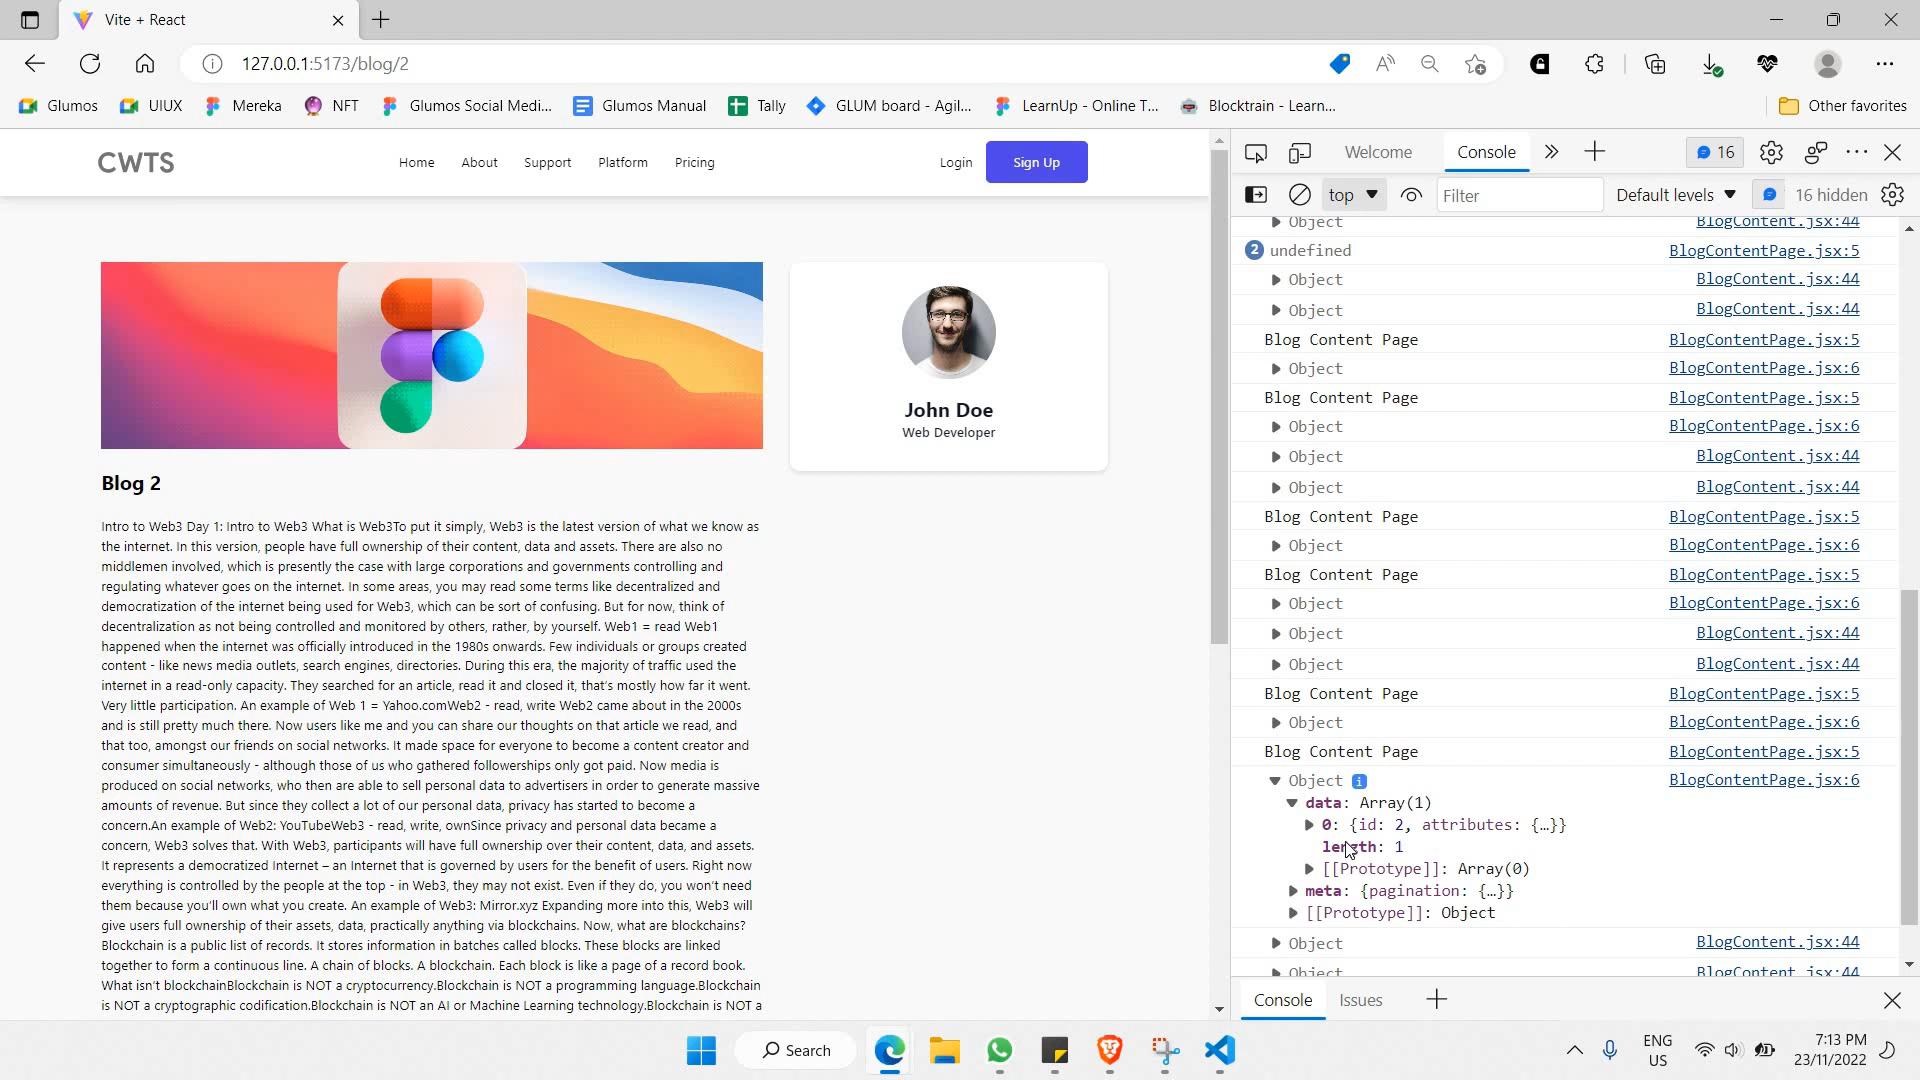 Vite + React
127.0.0.1:5173/blog/2
Glumos
UIUX
Mereka
NFT
Glumos Social Medi...
Glumos Manual
Tally
GLUM board - Agil...
LearnUp - Online T...
Blocktrain - Learn...
Other favorites
CWTS
Home
About
Support
Platform
Pricing
Login
Sign Up
John Doe
Web Developer
Blog 2
Intro to Web3 Day 1: Intro to Web3 What is Web3To put it simply, Web3 is the latest version of what we know as
the internet. In this version, people have full ownership of their content, data and assets. There are also no
middlemen involved, which is presently the case with large corporations and governments controlling and
regulating whatever goes on the internet. In some areas, you may read some terms like decentralized and
democratization of the internet being used for Web3, which can be sort of confusing. But for now, think of
decentralization as not being controlled and monitored by others, rather, by yourself. Web1 = read Web1
happened when the internet was officially introduced in the 1980s onwards. Few individuals or groups created
content - like news media outlets, search engines, directories. During this era, the majority of traffic used the
internet in a read-only capacity. They searched for an article, read it and closed it, that's mostly how far it went.
Very little participation. An example of Web 1 = Yahoo.comWeb2 - read, write Web2 came about in the 2000s
and is still pretty much there. Now users like me and you can share our thoughts on that article we read, and
that too, amongst our friends on social networks. It made space for everyone to become a content creator and
consumer simultaneously - although those of us who gathered followerships only got paid. Now media is
produced on social networks, who then are able to sell personal data to advertisers in order to generate massive
amounts of revenue. But since they collect a lot of our personal data, privacy has started to become a
concern.An example of Web2: YouTubeWeb3 - read, write, ownSince privacy and personal data became a
concern, Web3 solves that. With Web3, participants will have full ownership over their content, data, and assets.
It represents a democratized Internet – an Internet that is governed by users for the benefit of users. Right now
everything is controlled by the people at the top - in Web3, they may not exist. Even if they do, you won't need
them because you'll own what you create. An example of Web3: Mirror.xyz Expanding more into this, Web3 will
give users full ownership of their assets, data, practically anything via blockchains. Now, what are blockchains?
Blockchain is a public list of records. It stores information in batches called blocks. These blocks are linked
together to form a continuous line. A chain of blocks. A blockchain. Each block is like a page of a record book.
What isn't blockchainBlockchain is NOT a cryptocurrency.Blockchain is NOT a programming language.Blockchain
is NOT a cryptographic codification.Blockchain is NOT an AI or Machine Learning technology.Blockchain is NOT a
Welcome
Console
16
top
Filter
Default levels
16 hidden
Object BlogContent.jsx:44
2 undefined BlogContentPage.jsx:5
Object BlogContent.jsx:44
Object BlogContent.jsx:44
Blog Content Page BlogContentPage.jsx:5
Object BlogContentPage.jsx:6
Blog Content Page BlogContentPage.jsx:5
Object BlogContentPage.jsx:6
Object BlogContent.jsx:44
Object BlogContent.jsx:44
Blog Content Page BlogContentPage.jsx:5
Object BlogContentPage.jsx:6
Blog Content Page BlogContentPage.jsx:5
Object BlogContentPage.jsx:6
Object BlogContent.jsx:44
Object BlogContent.jsx:44
Blog Content Page BlogContentPage.jsx:5
Object BlogContentPage.jsx:6
Blog Content Page BlogContentPage.jsx:5
Object i BlogContentPage.jsx:6
data: Array(1)
0: {id: 2, attributes: {…}}
length: 1
[[Prototype]]: Array(0)
meta: {pagination: {…}}
[[Prototype]]: Object
Object BlogContent.jsx:44
Object BlogContent.jsx:44
Console
Issues
Search
ENG
US
7:13 PM
23/11/2022